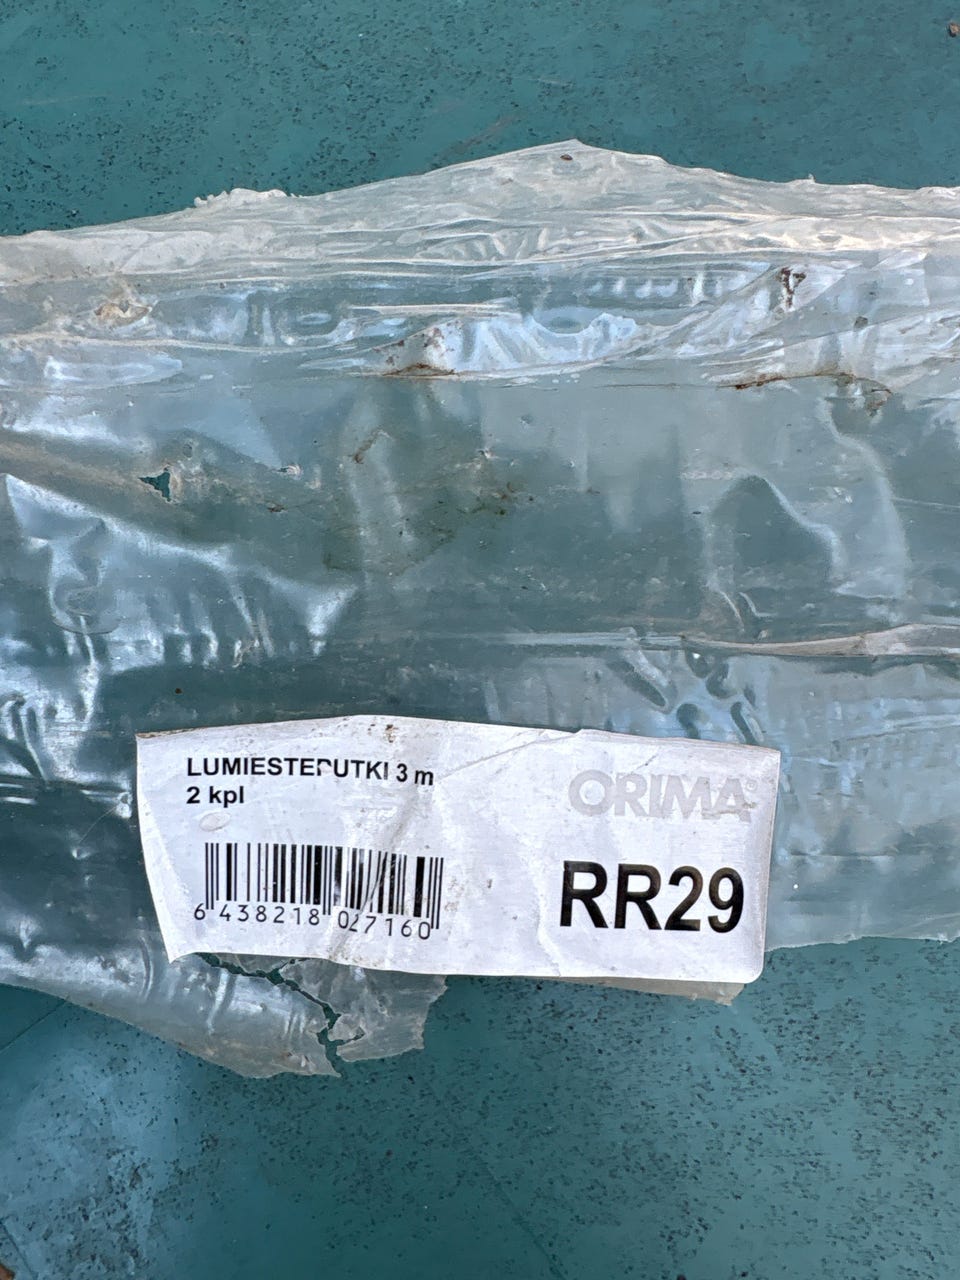 LUMIESTEPUTKI 3 m
2 kpl
ORIMA®
RR29
6 438218 027160